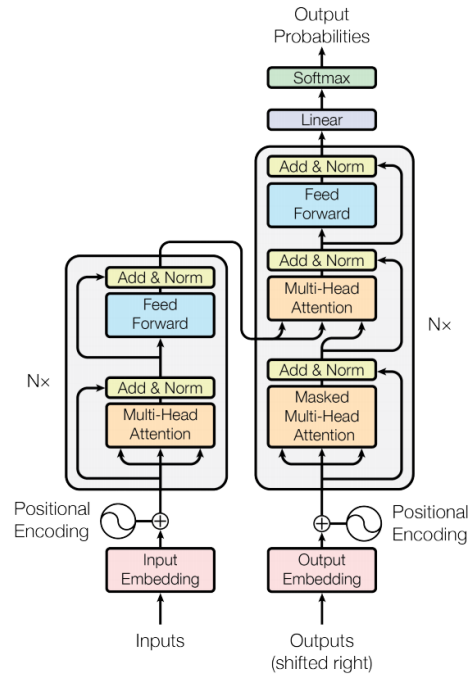 Output
Probabilities
Softmax
Linear
Add & Norm
Feed
Forward
Add & Norm
Multi-Head
Attention
Nx
Add & Norm
Masked
Multi-Head
Attention
Positional
Encoding
Output
Embedding
Outputs
(shifted right)
Add & Norm
Feed
Forward
Nx
Add & Norm
Multi-Head
Attention
Positional
Encoding
Input
Embedding
Inputs